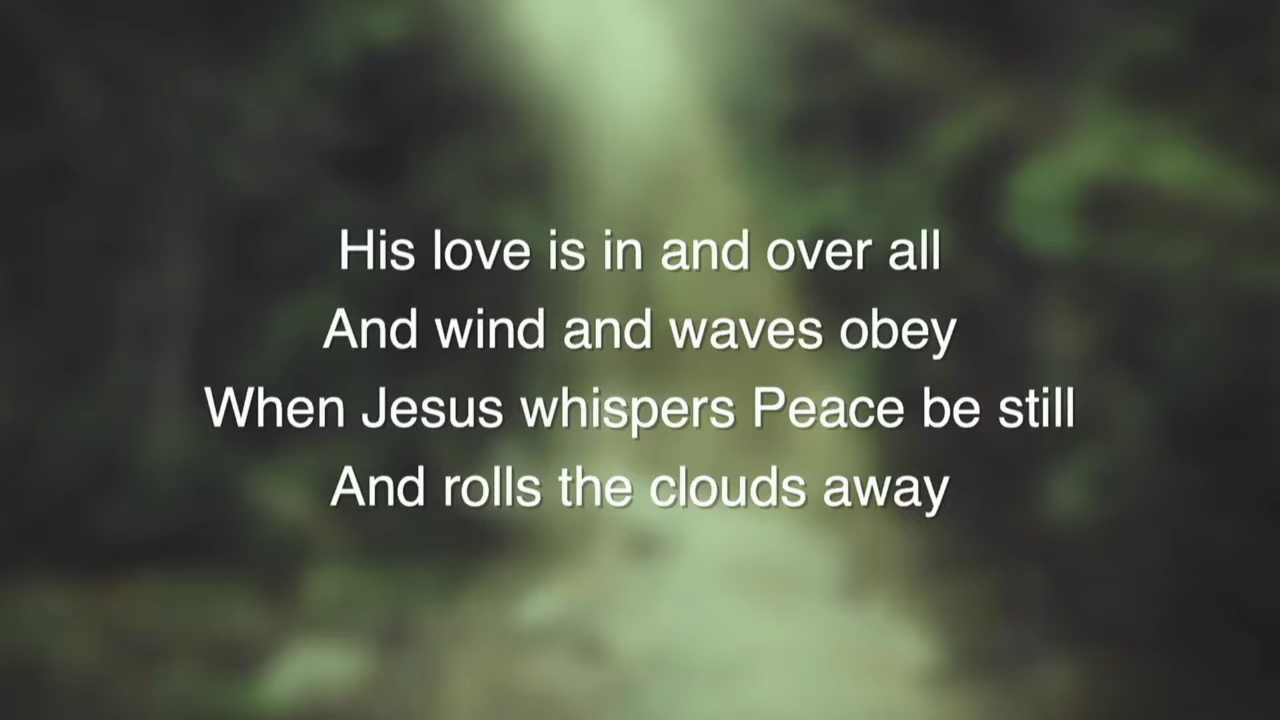 His love is in and over all
And wind and waves obey
When Jesus whispers Peace be still
And rolls the clouds away